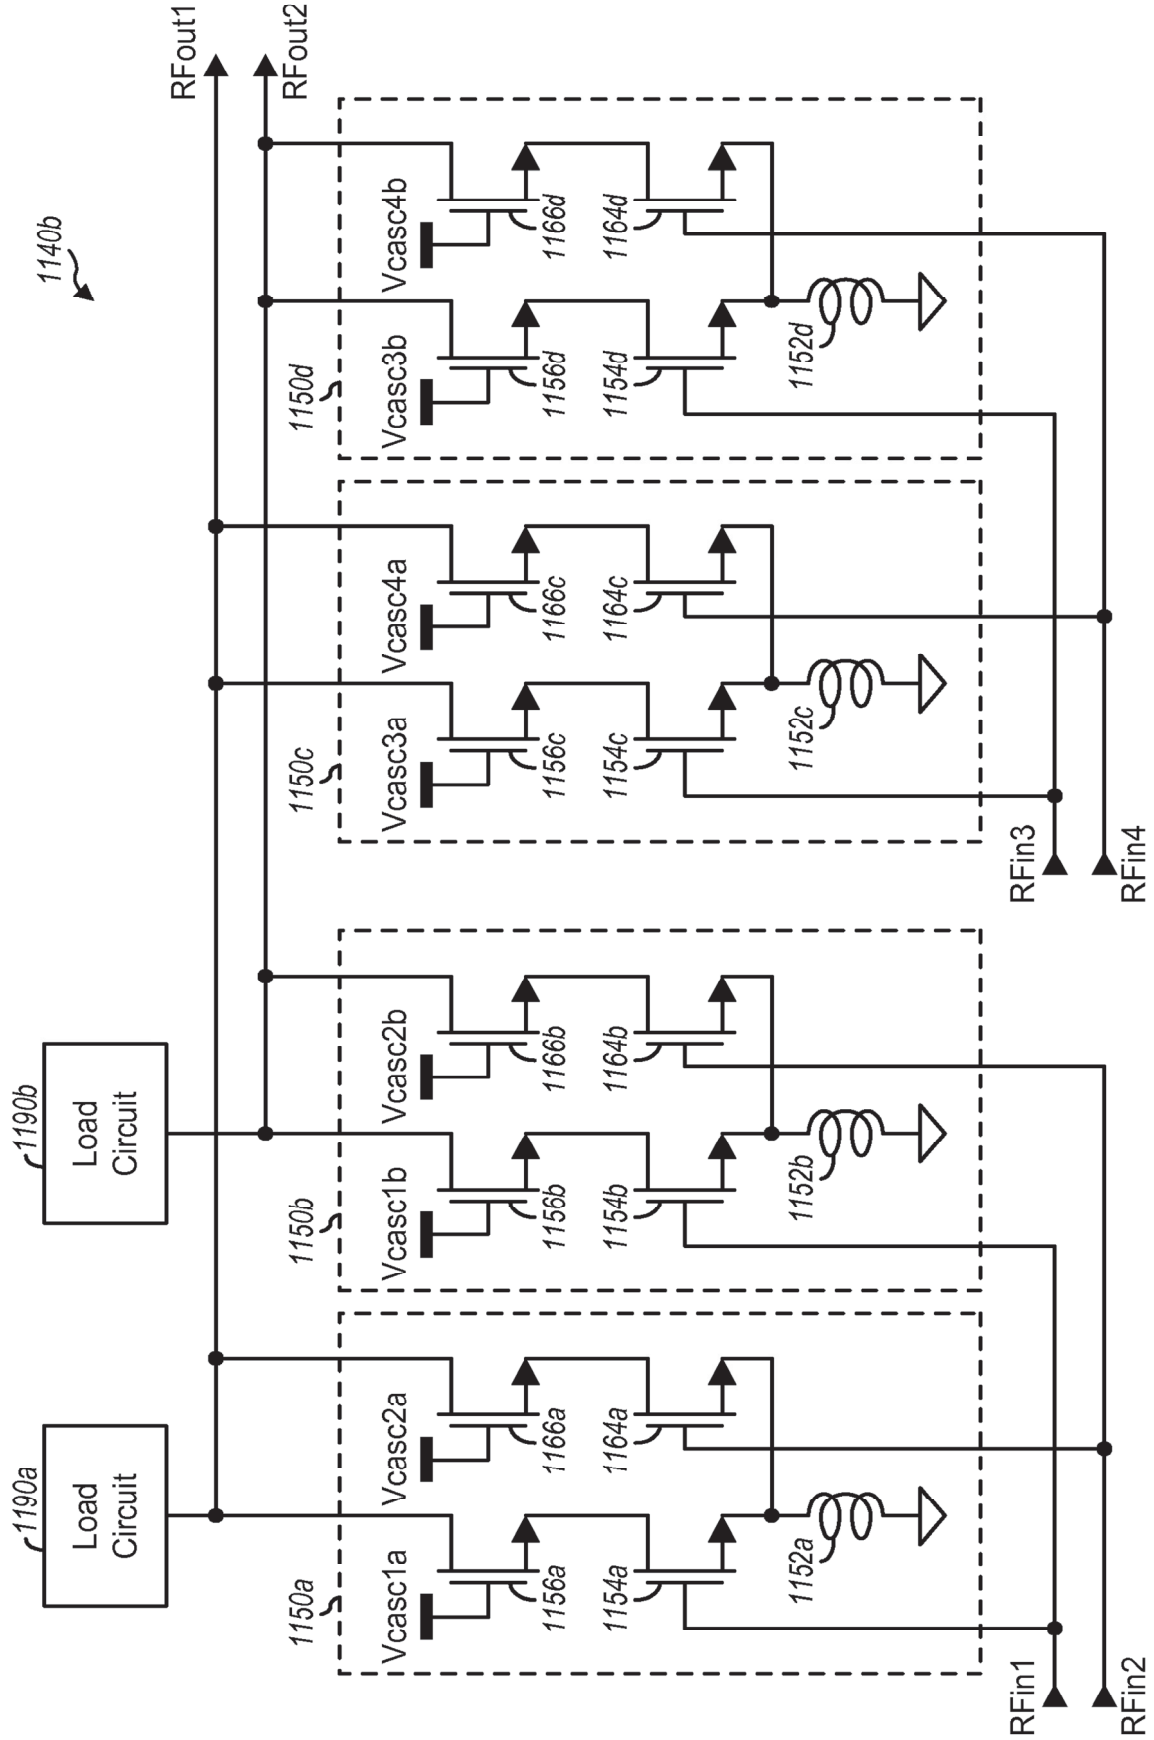 1140b
1190a
Load
Circuit
1190b
Load
Circuit
RFout1
RFout2
1150a
1150b
1150c
1150d
Vcasc1a
Vcasc2a
Vcasc1b
Vcasc2b
Vcasc3a
Vcasc4a
Vcasc3b
Vcasc4b
1156a
1166a
1156b
1166b
1156c
1166c
1156d
1166d
1154a
1164a
1154b
1164b
1154c
1164c
1154d
1164d
1152a
1152b
1152c
1152d
RFin1
RFin3
RFin2
RFin4